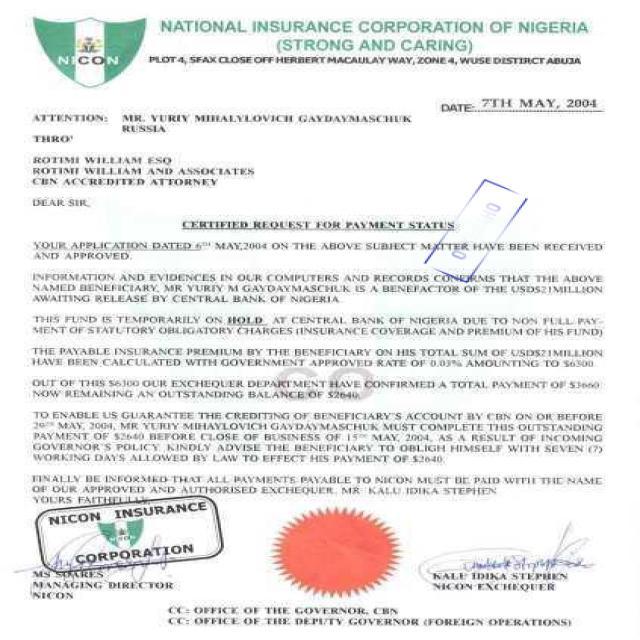 NATIONAL INSURANCE CORPORATION OF NIGERIA
(STRONG AND CARING)
PLOT 4, SFAX CLOSE OFF HERBERT MACAULAY WAY, ZONE 4, WUSE DISTIRCT ABUJA
NICON
DATE: 7TH MAY, 2004
ATTENTION: MR. YURIY MIHALYLOVICH GAYDAYMASCHUK
RUSSIA
THRO'
ROTIMI WILLIAM ESQ
ROTIMI WILLIAM AND ASSOCIATES
CBN ACCREDITED ATTORNEY
DEAR SIR,
CERTIFIED REQUEST FOR PAYMENT STATUS
YOUR APPLICATION DATED 6TH MAY,2004 ON THE ABOVE SUBJECT MATTER HAVE BEEN RECEIVED
AND APPROVED.
INFORMATION AND EVIDENCES IN OUR COMPUTERS AND RECORDS CONFIRMS THAT THE ABOVE
NAMED BENEFICIARY, MR YURIY M GAYDAYMASCHUK IS A BENEFACTOR OF THE USD$21MILLION
AWAITING RELEASE BY CENTRAL BANK OF NIGERIA.
THIS FUND IS TEMPORARILY ON HOLD AT CENTRAL BANK OF NIGERIA DUE TO NON FULL PAY-
MENT OF STATUTORY OBLIGATORY CHARGES (INSURANCE COVERAGE AND PREMIUM OF HIS FUND)
THE PAYABLE INSURANCE PREMIUM BY THE BENEFICIARY ON HIS TOTAL SUM OF USD$21MILLION
HAVE BEEN CALCULATED WITH GOVERNMENT APPROVED RATE OF 0.03% AMOUNTING TO $6300.
OUT OF THIS $6300 OUR EXCHEQUER DEPARTMENT HAVE CONFIRMED A TOTAL PAYMENT OF $3660
NOW REMAINING AN OUTSTANDING BALANCE OF $2640.
TO ENABLE US GUARANTEE THE CREDITING OF BENEFICIARY'S ACCOUNT BY CBN ON OR BEFORE
29TH MAY, 2004, MR YURIY MIHAYLOVICH GAYDAYMASCHUK MUST COMPLETE THIS OUTSTANDING
PAYMENT OF $2640 BEFORE CLOSE OF BUSINESS OF 15TH MAY, 2004, AS A RESULT OF INCOMING
GOVERNOR'S POLICY. KINDLY ADVISE THE BENEFICIARY TO OBLIGH HIMSELF WITH SEVEN (7)
WORKING DAYS ALLOWED BY LAW TO EFFECT HIS PAYMENT OF $2640.
FINALLY BE INFORMED THAT ALL PAYMENTS PAYABLE TO NICON MUST BE PAID WITH THE NAME
OF OUR APPROVED AND AUTHORISED EXCHEQUER. MR KALU IDIKA STEPHEN
YOURS FAITHFULLY,
NICON INSURANCE
CORPORATION
MS SOARES
MANAGING DIRECTOR
NICON
KALU IDIKA STEPHEN
NICON EXCHEQUER
CC: OFFICE OF THE GOVERNOR, CBN
CC: OFFICE OF THE DEPUTY GOVERNOR (FOREIGN OPERATIONS)